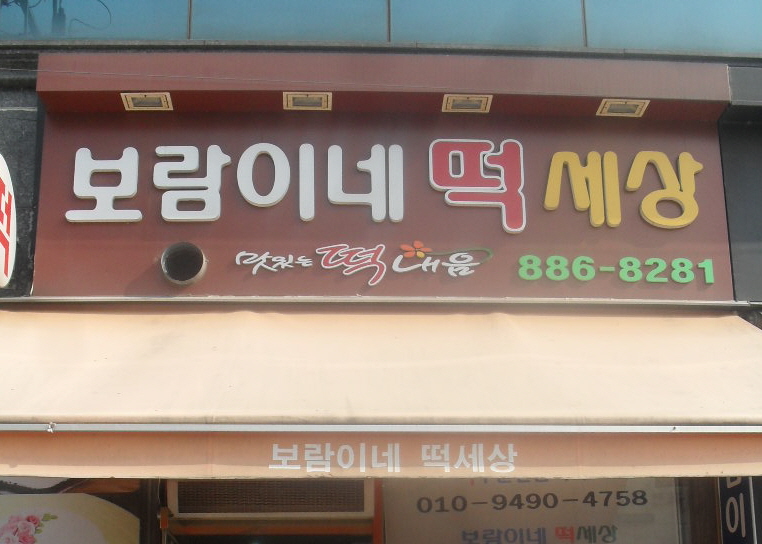 보람이네 떡 세상
맛있는 떡 내음
886-8281
보람이네 떡세상
010-9490-4758
보람이네 떡세상
이